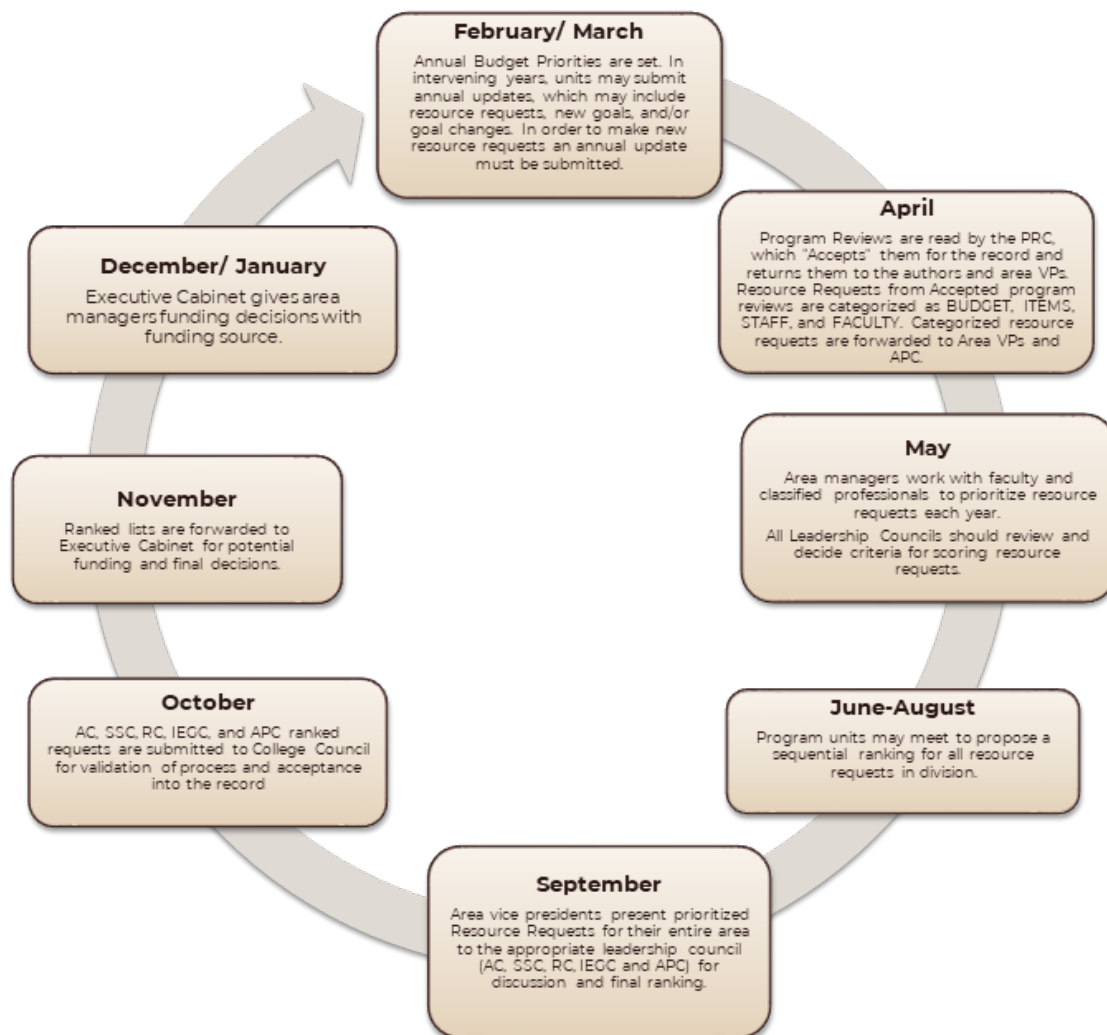 February/ March
Annual Budget Priorities are set. In
intervening years, units may submit
annual updates, which may include
resource requests, new goals, and/or
goal changes. In order to make new
resource requests an annual update
must be submitted.
April
Program Reviews are read by the PRC,
which "Accepts" them for the record and
returns them to the authors and area VPs.
Resource Requests from Accepted program
reviews are categorized as BUDGET, ITEMS,
STAFF, and FACULTY. Categorized resource
requests are forwarded to Area VPs and
APC.
May
Area managers work with faculty and
classified professionals to prioritize resource
requests each year.
All Leadership Councils should review and
decide criteria for scoring resource
requests.
June-August
Program units may meet to propose a
sequential ranking for all resource
requests in division.
September
Area vice presidents present prioritized
Resource Requests for their entire area
to the appropriate leadership council
(AC, SSC, RC, IEGC and APC) for
discussion and final ranking.
October
AC, SSC, RC, IEGC, and APC ranked
requests are submitted to College Council
for validation of process and acceptance
into the record
November
Ranked lists are forwarded to
Executive Cabinet for potential
funding and final decisions.
December/ January
Executive Cabinet gives area
managers funding decisions with
funding source.